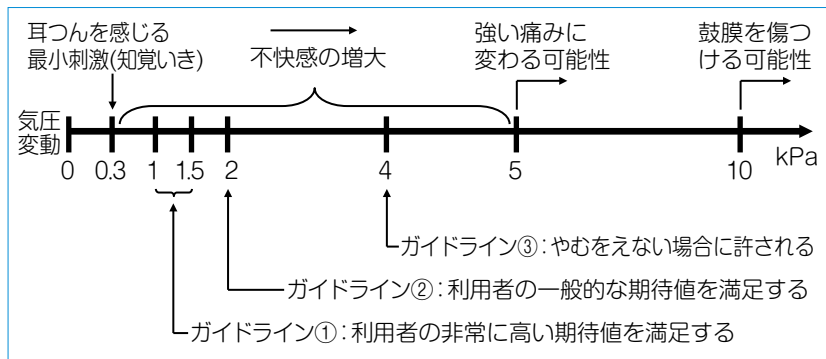 耳つんを感じる
最小刺激(知覚いき)
不快感の増大
強い痛みに
変わる可能性
鼓膜を傷つ
ける可能性
気圧
変動
0 0.3 1 1.5 2 4 5 10 kPa
ガイドライン③:やむをえない場合に許される
ガイドライン②:利用者の一般的な期待値を満足する
ガイドライン①:利用者の非常に高い期待値を満足する